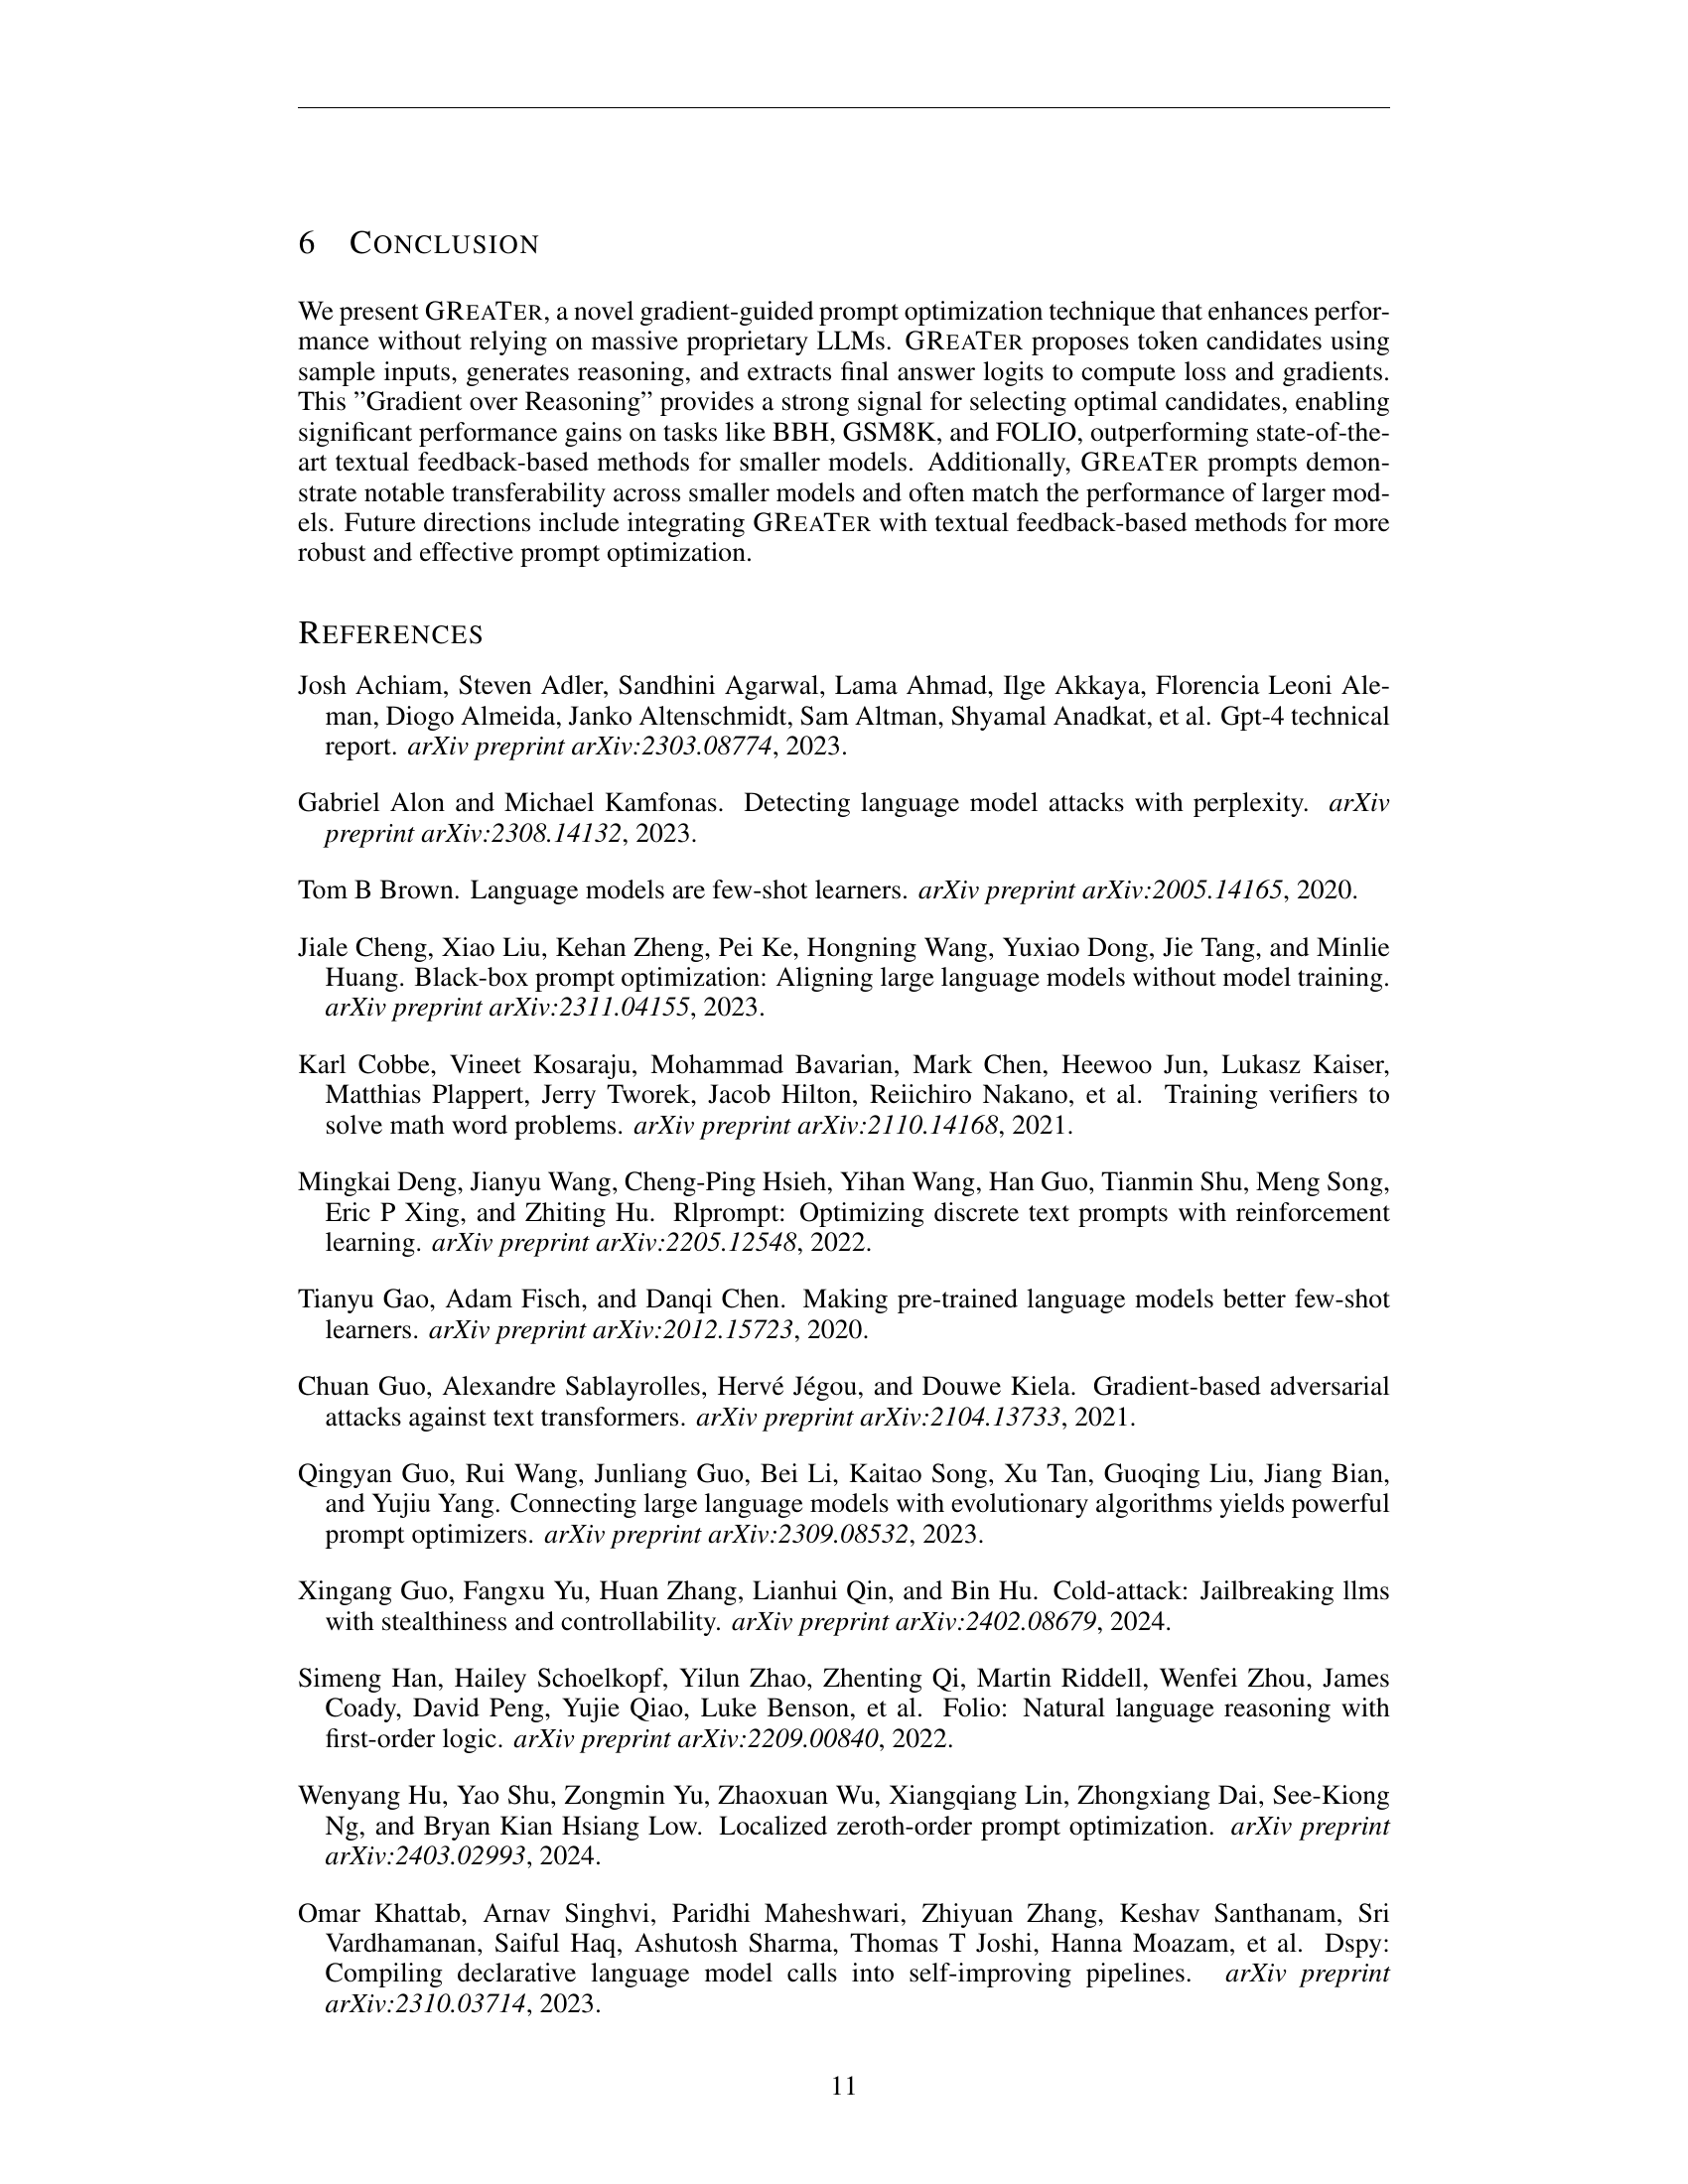 6 CONCLUSION
We present GREATER, a novel gradient-guided prompt optimization technique that enhances perfor-
mance without relying on massive proprietary LLMs. GREATER proposes token candidates using
sample inputs, generates reasoning, and extracts final answer logits to compute loss and gradients.
This ”Gradient over Reasoning” provides a strong signal for selecting optimal candidates, enabling
significant performance gains on tasks like BBH, GSM8K, and FOLIO, outperforming state-of-the-
art textual feedback-based methods for smaller models. Additionally, GREATER prompts demon-
strate notable transferability across smaller models and often match the performance of larger mod-
els. Future directions include integrating GREATER with textual feedback-based methods for more
robust and effective prompt optimization.
REFERENCES
Josh Achiam, Steven Adler, Sandhini Agarwal, Lama Ahmad, Ilge Akkaya, Florencia Leoni Ale-
man, Diogo Almeida, Janko Altenschmidt, Sam Altman, Shyamal Anadkat, et al. Gpt-4 technical
report. arXiv preprint arXiv:2303.08774, 2023.
Gabriel Alon and Michael Kamfonas. Detecting language model attacks with perplexity. arXiv
preprint arXiv:2308.14132, 2023.
Tom B Brown. Language models are few-shot learners. arXiv preprint arXiv:2005.14165, 2020.
Jiale Cheng, Xiao Liu, Kehan Zheng, Pei Ke, Hongning Wang, Yuxiao Dong, Jie Tang, and Minlie
Huang. Black-box prompt optimization: Aligning large language models without model training.
arXiv preprint arXiv:2311.04155, 2023.
Karl Cobbe, Vineet Kosaraju, Mohammad Bavarian, Mark Chen, Heewoo Jun, Lukasz Kaiser,
Matthias Plappert, Jerry Tworek, Jacob Hilton, Reiichiro Nakano, et al. Training verifiers to
solve math word problems. arXiv preprint arXiv:2110.14168, 2021.
Mingkai Deng, Jianyu Wang, Cheng-Ping Hsieh, Yihan Wang, Han Guo, Tianmin Shu, Meng Song,
Eric P Xing, and Zhiting Hu. Rlprompt: Optimizing discrete text prompts with reinforcement
learning. arXiv preprint arXiv:2205.12548, 2022.
Tianyu Gao, Adam Fisch, and Danqi Chen. Making pre-trained language models better few-shot
learners. arXiv preprint arXiv:2012.15723, 2020.
Chuan Guo, Alexandre Sablayrolles, Hervé Jégou, and Douwe Kiela. Gradient-based adversarial
attacks against text transformers. arXiv preprint arXiv:2104.13733, 2021.
Qingyan Guo, Rui Wang, Junliang Guo, Bei Li, Kaitao Song, Xu Tan, Guoqing Liu, Jiang Bian,
and Yujiu Yang. Connecting large language models with evolutionary algorithms yields powerful
prompt optimizers. arXiv preprint arXiv:2309.08532, 2023.
Xingang Guo, Fangxu Yu, Huan Zhang, Lianhui Qin, and Bin Hu. Cold-attack: Jailbreaking llms
with stealthiness and controllability. arXiv preprint arXiv:2402.08679, 2024.
Simeng Han, Hailey Schoelkopf, Yilun Zhao, Zhenting Qi, Martin Riddell, Wenfei Zhou, James
Coady, David Peng, Yujie Qiao, Luke Benson, et al. Folio: Natural language reasoning with
first-order logic. arXiv preprint arXiv:2209.00840, 2022.
Wenyang Hu, Yao Shu, Zongmin Yu, Zhaoxuan Wu, Xiangqiang Lin, Zhongxiang Dai, See-Kiong
Ng, and Bryan Kian Hsiang Low. Localized zeroth-order prompt optimization. arXiv preprint
arXiv:2403.02993, 2024.
Omar Khattab, Arnav Singhvi, Paridhi Maheshwari, Zhiyuan Zhang, Keshav Santhanam, Sri
Vardhamanan, Saiful Haq, Ashutosh Sharma, Thomas T Joshi, Hanna Moazam, et al. Dspy:
Compiling declarative language model calls into self-improving pipelines. arXiv preprint
arXiv:2310.03714, 2023.
11